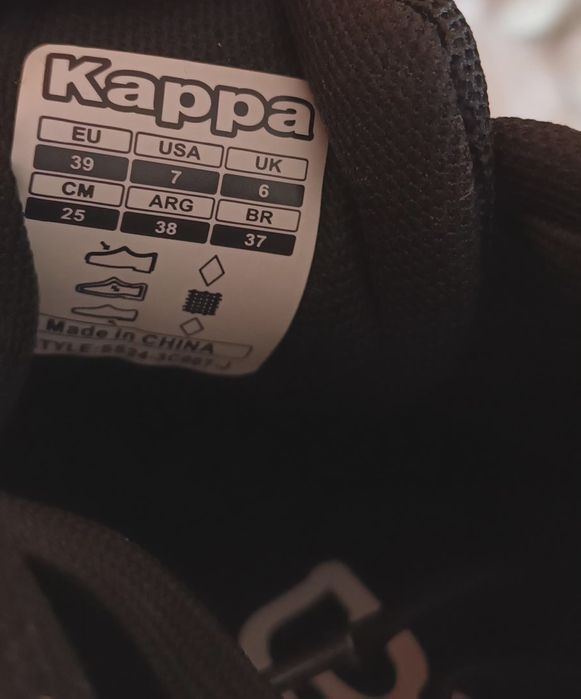 Kappa
EU USA UK
39 7 6
CM ARG BR
25 38 37
Made in CHINA